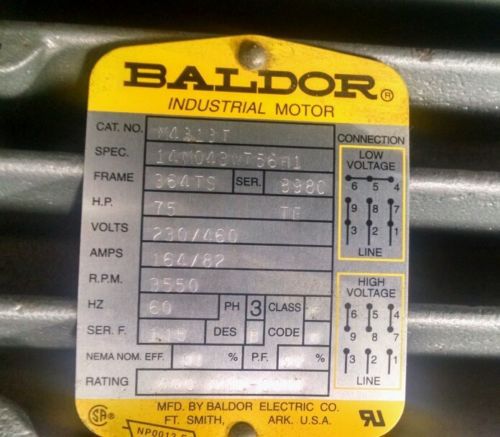 BALDOR®
INDUSTRIAL MOTOR
CAT. NO. M4313T
SPEC.
FRAME 364TS SER. 8980
H.P. 75 TE
VOLTS 230/460
AMPS 164/82
R.P.M. 3550
HZ 60 PH 3 CLASS
SER. F. DES CODE
NEMA NOM. EFF. % P.F. %
RATING
CONNECTION
LOW
VOLTAGE
6 5 4
9 8 7
3 2 1
LINE
HIGH
VOLTAGE
6 5 4
9 8 7
3 2 1
LINE
MFD. BY BALDOR ELECTRIC CO.
FT. SMITH, ARK. U.S.A.